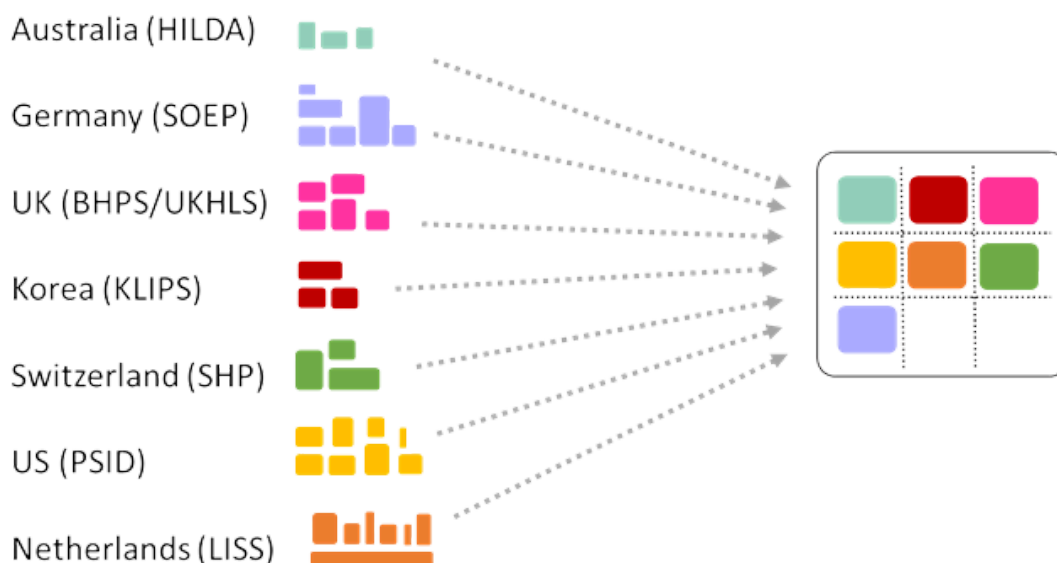 Australia (HILDA)
Germany (SOEP)
UK (BHPS/UKHLS)
Korea (KLIPS)
Switzerland (SHP)
US (PSID)
Netherlands (LISS)